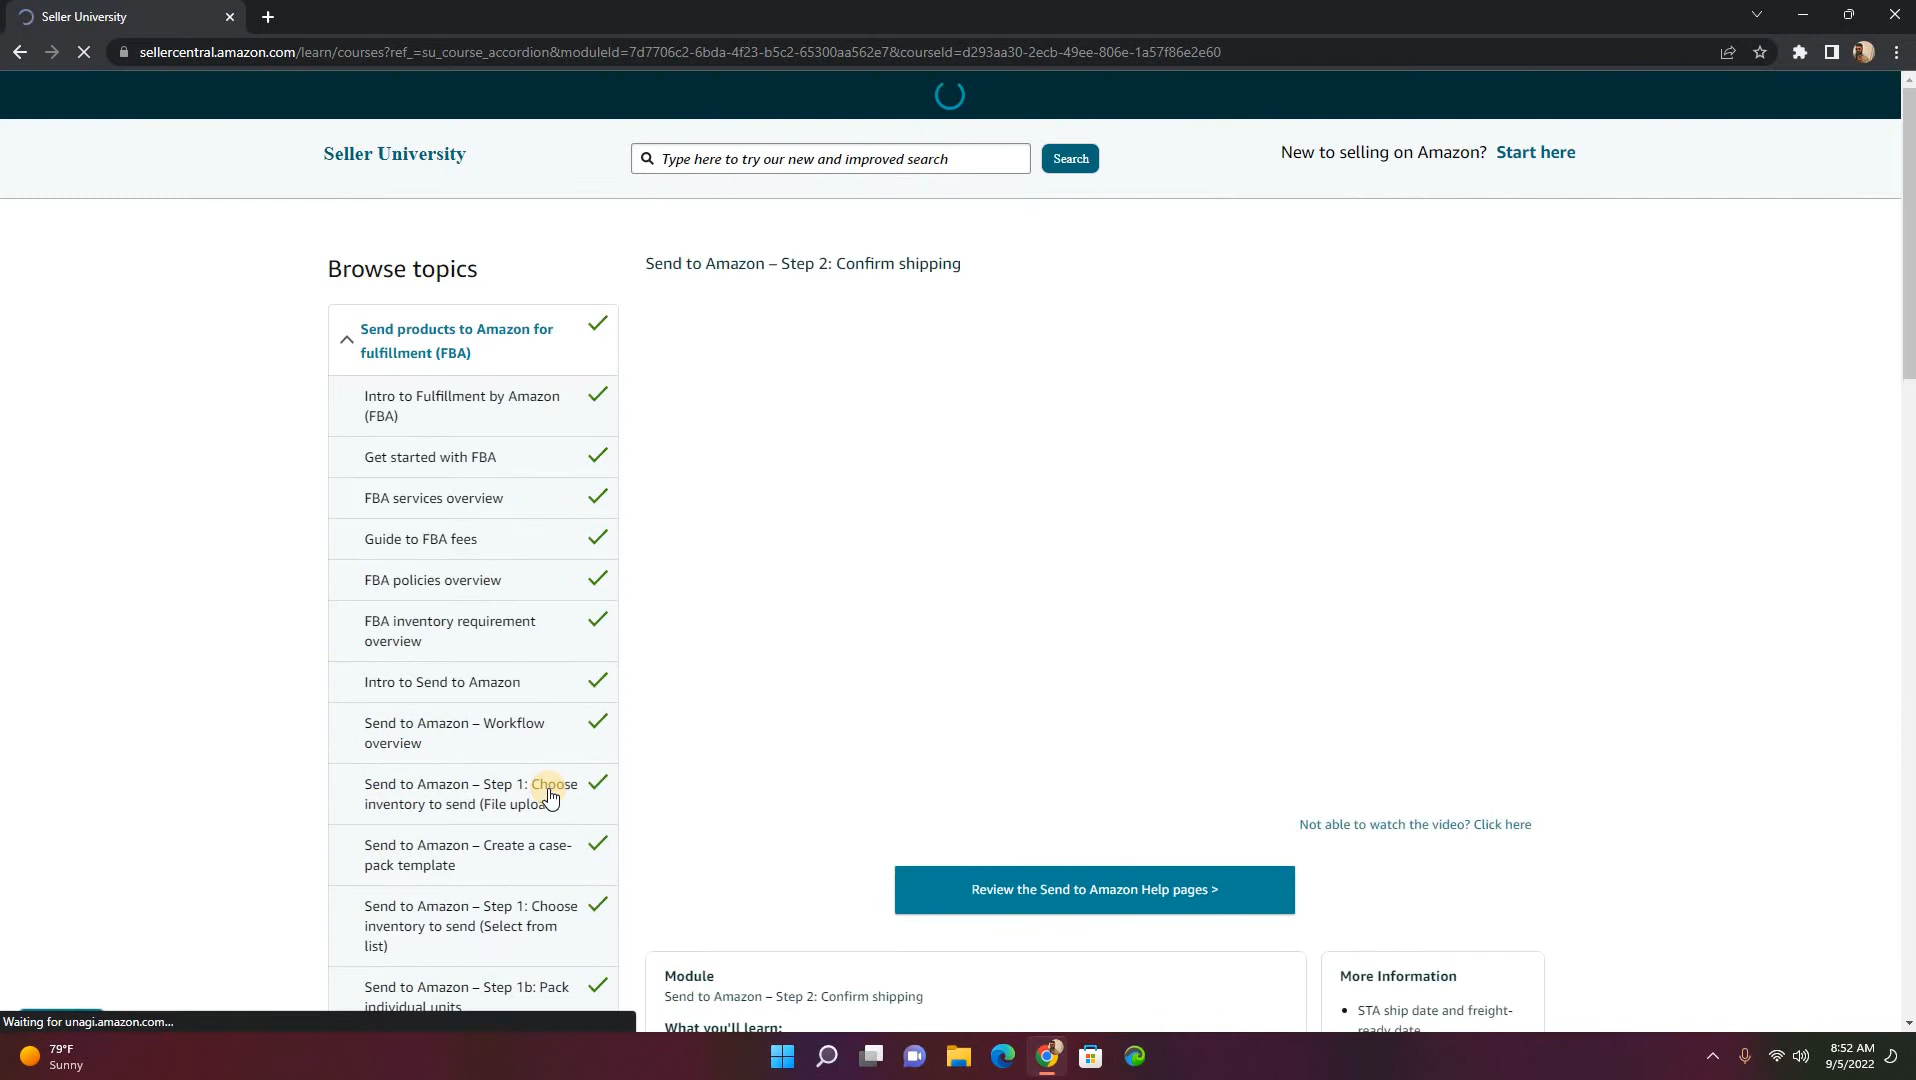 Seller University
sellercentral.amazon.com/learn/courses?ref_=su_course_accordion&moduleId=7d7706c2-6bda-4f23-b5c2-65300aa562e7&courseId=d293aa30-2ecb-49ee-806e-1a57f86e2e60
Seller University
Type here to try our new and improved search
Search
New to selling on Amazon? Start here
Browse topics
Send products to Amazon for
fulfillment (FBA)
Intro to Fulfillment by Amazon
(FBA)
Get started with FBA
FBA services overview
Guide to FBA fees
FBA policies overview
FBA inventory requirement
overview
Intro to Send to Amazon
Send to Amazon – Workflow
overview
Send to Amazon – Step 1: Choose
inventory to send (File uploa
Send to Amazon – Create a case-
pack template
Send to Amazon – Step 1: Choose
inventory to send (Select from
list)
Send to Amazon – Step 1b: Pack
individual units
Send to Amazon – Step 2: Confirm shipping
Not able to watch the video? Click here
Review the Send to Amazon Help pages >
Module
Send to Amazon – Step 2: Confirm shipping
What you'll learn:
More Information
• STA ship date and freight-
ready date
Waiting for unagi.amazon.com...
79°F
Sunny
8:52 AM
9/5/2022